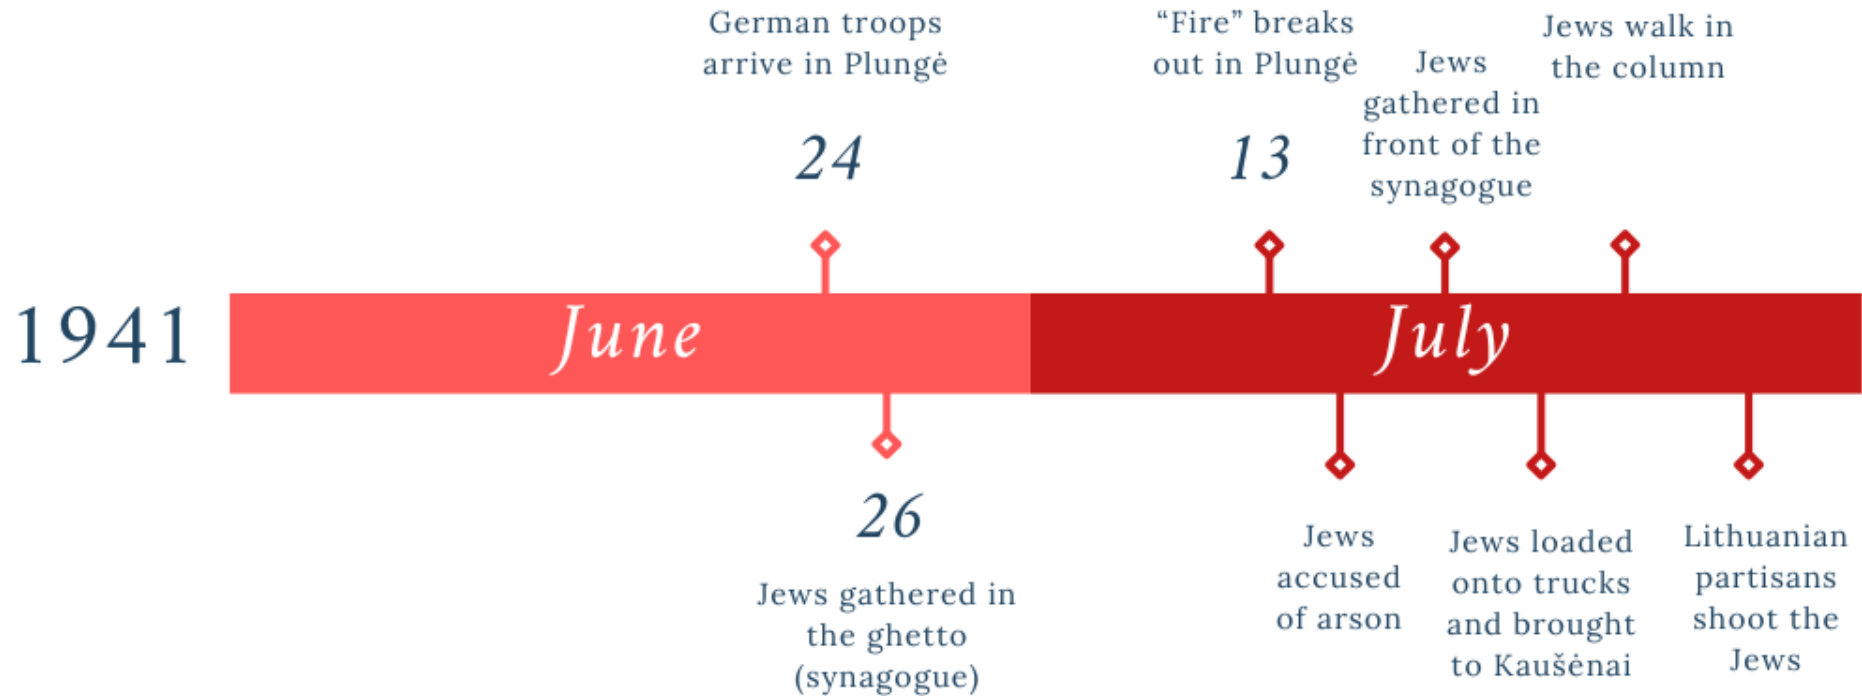 German troops
arrive in Plungė
24
“Fire” breaks
out in Plungė
13
Jews
gathered in
front of the
synagogue
Jews walk in
the column
1941
June
July
26
Jews gathered in
the ghetto
(synagogue)
Jews
accused
of arson
Jews loaded
onto trucks
and brought
to Kaušėnai
Lithuanian
partisans
shoot the
Jews